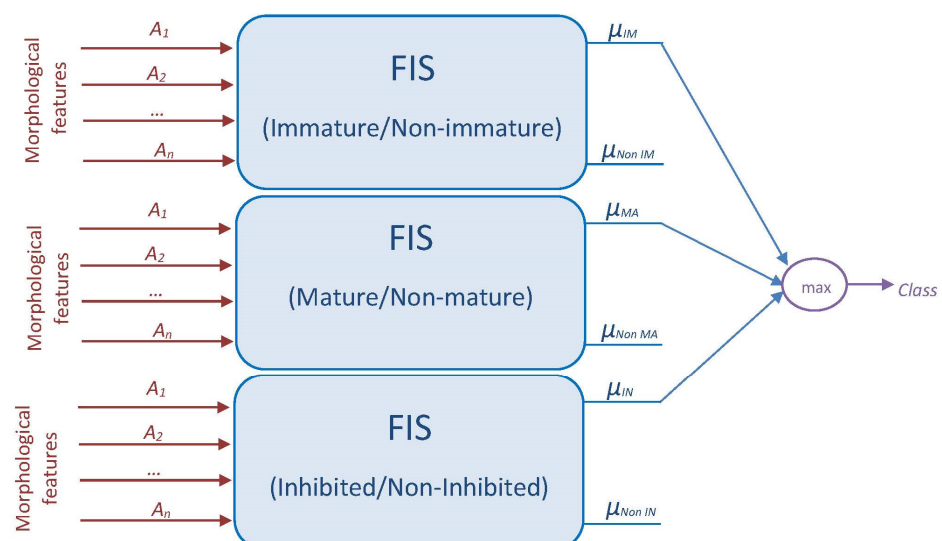 Morphological
features
A1
A2
...
An
FIS
(Immature/Non-immature)
μIM
μNon IM
Morphological
features
A1
A2
...
An
FIS
(Mature/Non-mature)
μMA
μNon MA
max
Class
Morphological
features
A1
A2
...
An
FIS
(Inhibited/Non-Inhibited)
μIN
μNon IN